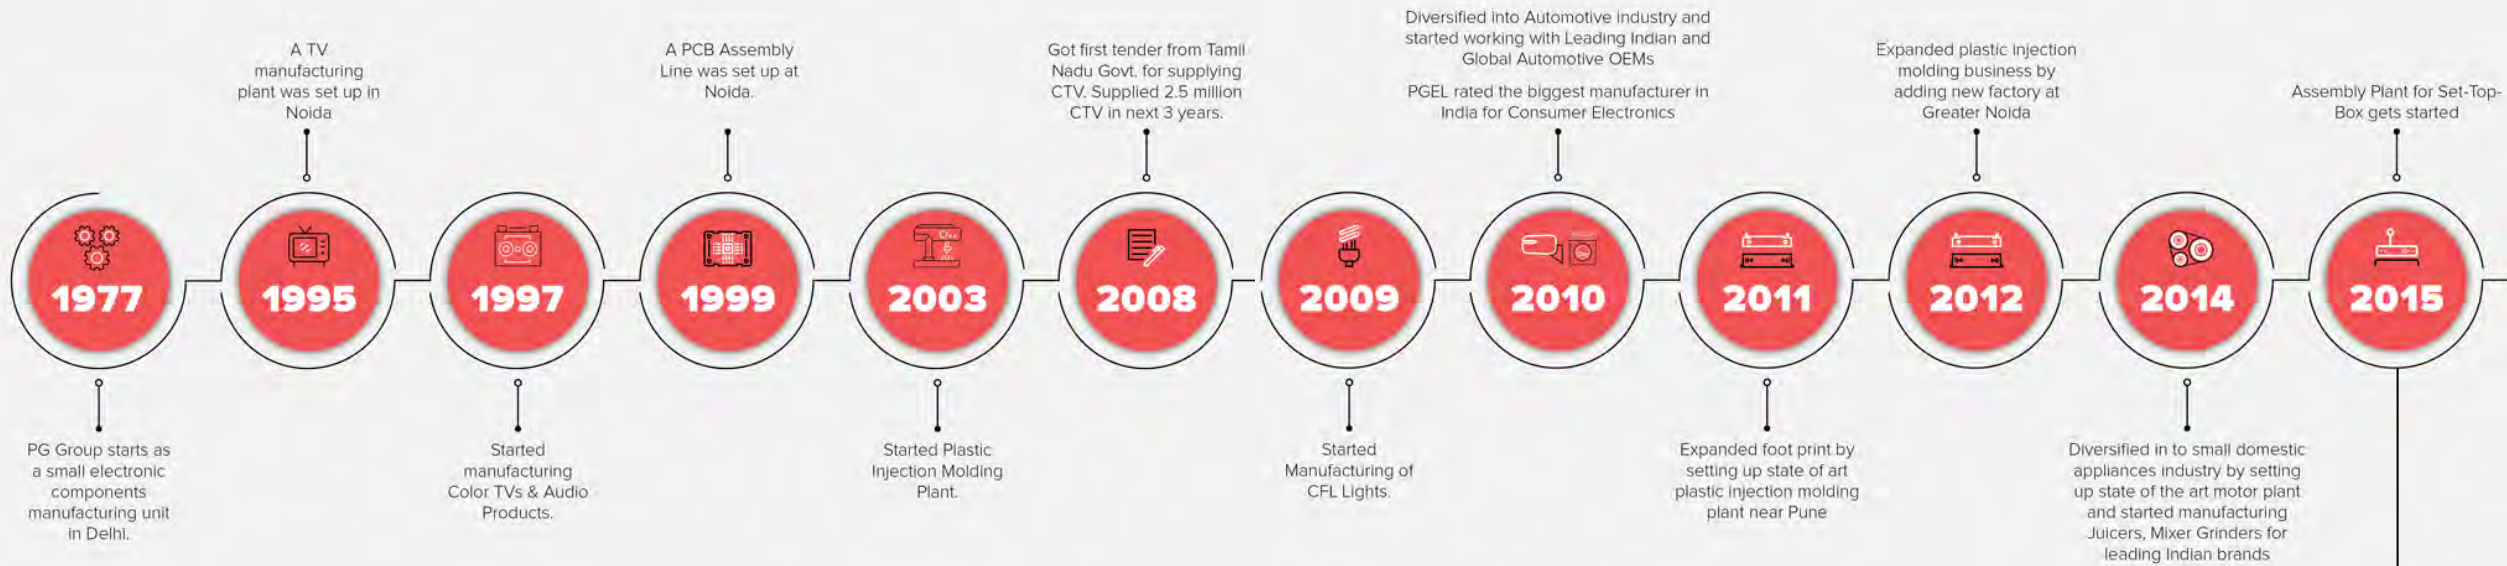 1977
PG Group starts as
a small electronic
components
manufacturing unit
in Delhi.
A TV
manufacturing
plant was set up in
Noida
1995
1997
Started
manufacturing
Color TVs & Audio
Products.
A PCB Assembly
Line was set up at
Noida.
1999
2003
Started Plastic
Injection Molding
Plant.
Got first tender from Tamil
Nadu Govt. for supplying
CTV. Supplied 2.5 million
CTV in next 3 years.
2008
2009
Started
Manufacturing of
CFL Lights.
Diversified into Automotive industry and
started working with Leading Indian and
Global Automotive OEMs
PGEL rated the biggest manufacturer in
India for Consumer Electronics
2010
2011
Expanded foot print by
setting up state of art
plastic injection molding
plant near Pune
Expanded plastic injection
molding business by
adding new factory at
Greater Noida
2012
2014
Diversified in to small domestic
appliances industry by setting
up state of the art motor plant
and started manufacturing
Juicers, Mixer Grinders for
leading Indian brands
Assembly Plant for Set-Top-
Box gets started
2015